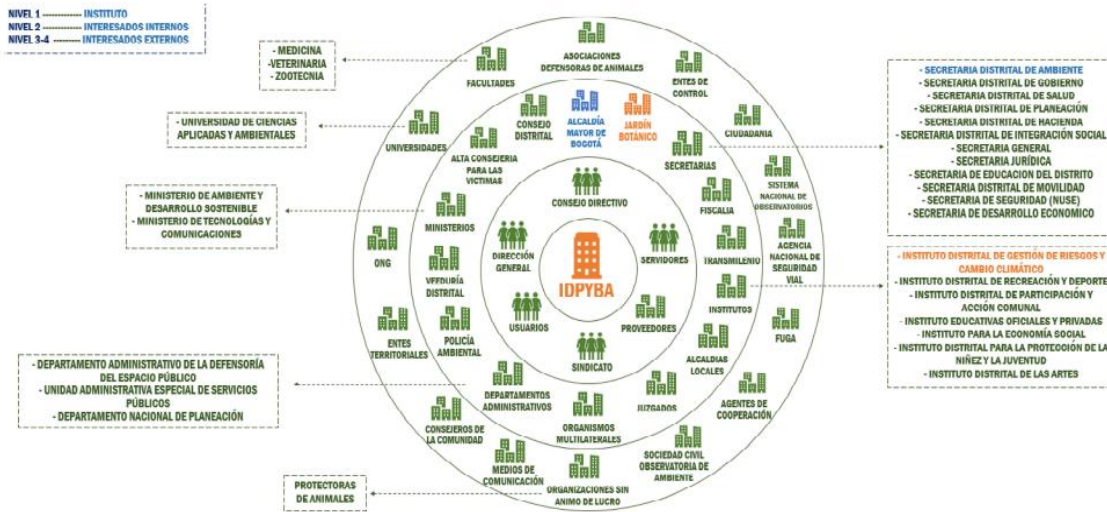 NIVEL 1 ------------- INSTITUTO
NIVEL 2 ------------- INTERESADOS INTERNOS
NIVEL 3-4 --------- INTERESADOS EXTERNOS
- MEDICINA
-VETERINARIA
- ZOOTECNIA
- UNIVERSIDAD DE CIENCIAS
APLICADAS Y AMBIENTALES
- MINISTERIO DE AMBIENTE Y
DESARROLLO SOSTENIBLE
- MINISTERIO DE TECNOLOGÍAS Y
COMUNICACIONES
- DEPARTAMENTO ADMINISTRATIVO DE LA DEFENSORÍA
DEL ESPACIO PÚBLICO
- UNIDAD ADMINISTRATIVA ESPECIAL DE SERVICIOS
PÚBLICOS
- DEPARTAMENTO NACIONAL DE PLANEACIÓN
PROTECTORAS
DE ANIMALES
ASOCIACIONES
DEFENSORAS DE ANIMALES
FACULTADES
ENTES DE
CONTROL
UNIVERSIDADES
CIUDADANIA
SISTEMA
NACIONAL DE
OBSERVATORIOS
ONG
AGENCIA
NACIONAL DE
SEGURIDAD
VIAL
ENTES
TERRITORIALES
FUGA
CONSEJEROS
DE LA COMUNIDAD
AGENTES DE
COOPERACIÓN
MEDIOS DE
COMUNICACIÓN
ORGANIZACIONES SIN
ANIMO DE LUCRO
SOCIEDAD CIVIL
OBSERVATORIA DE
AMBIENTE
CONSEJO
DISTRITAL
ALCALDÍA
MAYOR DE
BOGOTÁ
JARDÍN
BOTÁNICO
ALTA CONSEJERIA
PARA LAS
VICTIMAS
SECRETARIAS
MINISTERIOS
FISCALIA
VEEDURÍA
DISTRITAL
TRANSMILENIO
INSTITUTOS
POLICÍA
AMBIENTAL
ALCALDIAS
LOCALES
DEPARTAMENTOS
ADMINISTRATIVOS
JUZGADOS
ORGANISMOS
MULTILATERALES
CONSEJO DIRECTIVO
DIRECCIÓN
GENERAL
SERVIDORES
USUARIOS
PROVEEDORES
SINDICATO
IDPYBA
- SECRETARIA DISTRITAL DE AMBIENTE
- SECRETARIA DISTRITAL DE GOBIERNO
- SECRETARIA DISTRITAL DE SALUD
- SECRETARIA DISTRITAL DE PLANEACIÓN
- SECRETARIA DISTRITAL DE HACIENDA
- SECRETARIA DISTRITAL DE INTEGRACIÓN SOCIAL
- SECRETARIA GENERAL
- SECRETARIA JURÍDICA
- SECRETARIA DE EDUCACION DEL DISTRITO
- SECRETARIA DISTRITAL DE MOVILIDAD
- SECRETARIA DE SEGURIDAD (NUSE)
- SECRETARIA DE DESARROLLO ECONOMICO
- INSTITUTO DISTRITAL DE GESTIÓN DE RIESGOS Y
CAMBIO CLIMÁTICO
- INSTITUTO DISTRITAL DE RECREACIÓN Y DEPORTE
- INSTITUTO DISTRITAL DE PARTICIPACIÓN Y
ACCIÓN COMUNAL
- INSTITUTO EDUCATIVAS OFICIALES Y PRIVADAS
- INSTITUTO PARA LA ECONOMÍA SOCIAL
- INSTITUTO DISTRITAL PARA LA PROTECCIÓN DE LA
NIÑEZ Y LA JUVENTUD
- INSTITUTO DISTRITAL DE LAS ARTES